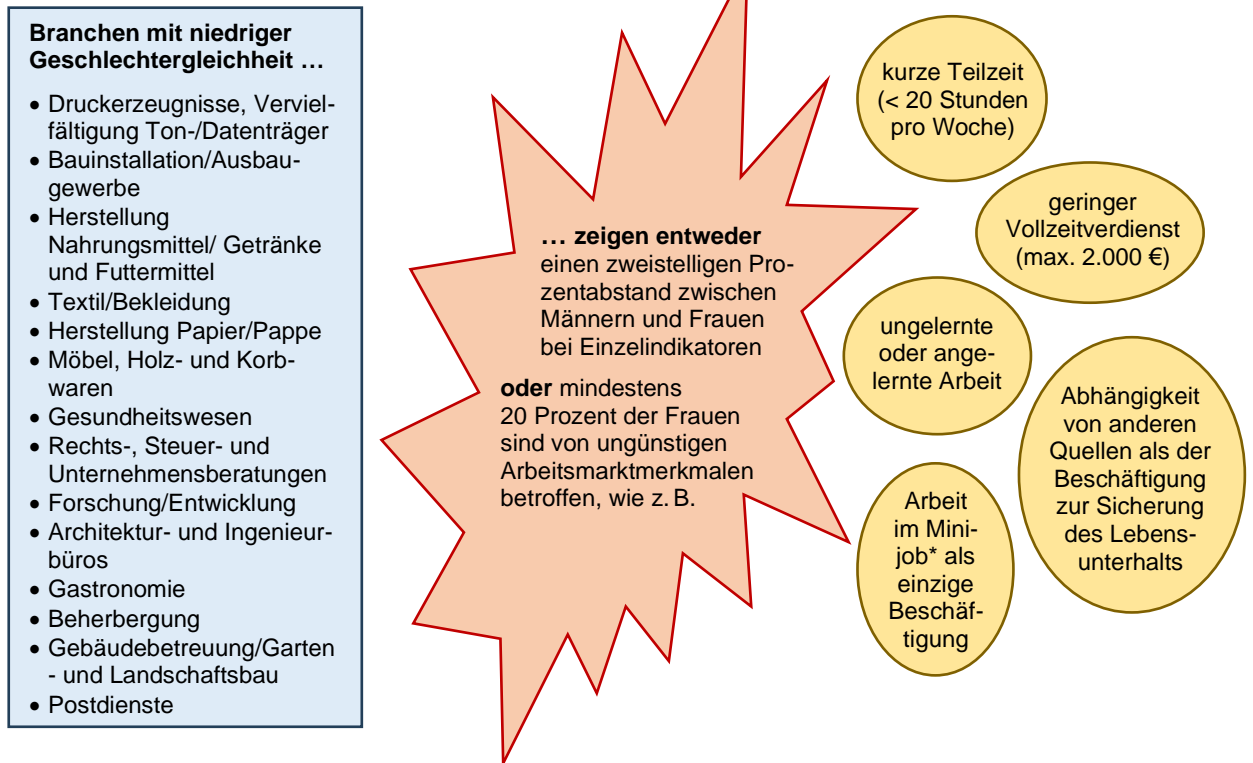 Branchen mit niedriger
Geschlechtergleichheit …
• Druckerzeugnisse, Verviel-
fältigung Ton-/Datenträger
• Bauinstallation/Ausbau-
gewerbe
• Herstellung
Nahrungsmittel/ Getränke
und Futtermittel
• Textil/Bekleidung
• Herstellung Papier/Pappe
• Möbel, Holz- und Korb-
waren
• Gesundheitswesen
• Rechts-, Steuer- und
Unternehmensberatungen
• Forschung/Entwicklung
• Architektur- und Ingenieur-
büros
• Gastronomie
• Beherbergung
• Gebäudebetreuung/Garten
- und Landschaftsbau
• Postdienste
… zeigen entweder
einen zweistelligen Pro-
zentabstand zwischen
Männern und Frauen
bei Einzelindikatoren
oder mindestens
20 Prozent der Frauen
sind von ungünstigen
Arbeitsmarktmerkmalen
betroffen, wie z. B.
kurze Teilzeit
(< 20 Stunden
pro Woche)
geringer
Vollzeitverdienst
(max. 2.000 €)
ungelernte
oder ange-
lernte Arbeit
Abhängigkeit
von anderen
Quellen als der
Beschäftigung
zur Sicherung
des Lebens-
unterhalts
Arbeit
im Mini-
job* als
einzige
Beschäf-
tigung